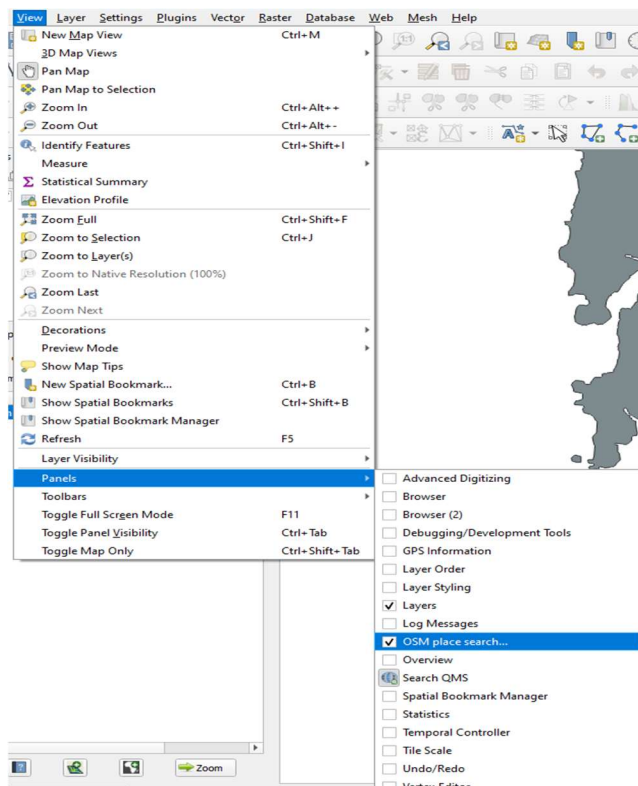 View Layer Settings Plugins Vector Raster Database Web Mesh Help
New Map View Ctrl+M
3D Map Views
Pan Map
Pan Map to Selection
Zoom In Ctrl+Alt++
Zoom Out Ctrl+Alt+-
Identify Features Ctrl+Shift+I
Measure
Statistical Summary
Elevation Profile
Zoom Full Ctrl+Shift+F
Zoom to Selection Ctrl+J
Zoom to Layer(s)
Zoom to Native Resolution (100%)
Zoom Last
Zoom Next
Decorations
Preview Mode
Show Map Tips
New Spatial Bookmark... Ctrl+B
Show Spatial Bookmarks Ctrl+Shift+B
Show Spatial Bookmark Manager
Refresh F5
Layer Visibility
Panels
Toolbars
Toggle Full Screen Mode F11
Toggle Panel Visibility Ctrl+Tab
Toggle Map Only Ctrl+Shift+Tab
Advanced Digitizing
Browser
Browser (2)
Debugging/Development Tools
GPS Information
Layer Order
Layer Styling
Layers
Log Messages
OSM place search...
Overview
Search QMS
Spatial Bookmark Manager
Statistics
Temporal Controller
Tile Scale
Undo/Redo
Vertex Editor
Zoom